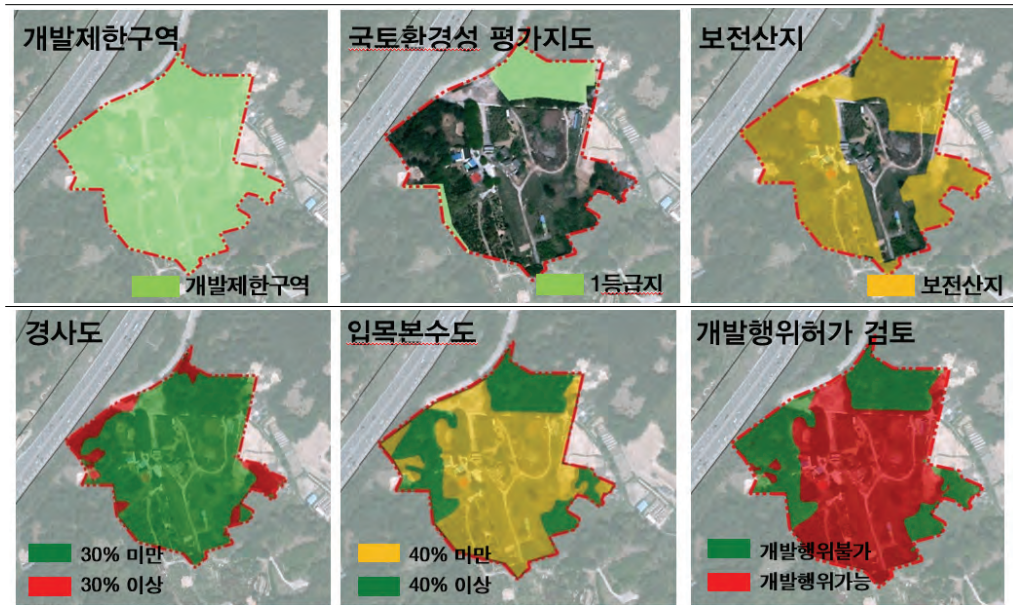 개발제한구역
국토환경성 평가지도
보전산지
개발제한구역
1등급지
보전산지
경사도
입목본수도
개발행위허가 검토
30% 미만
30% 이상
40% 미만
40% 이상
개발행위불가
개발행위가능